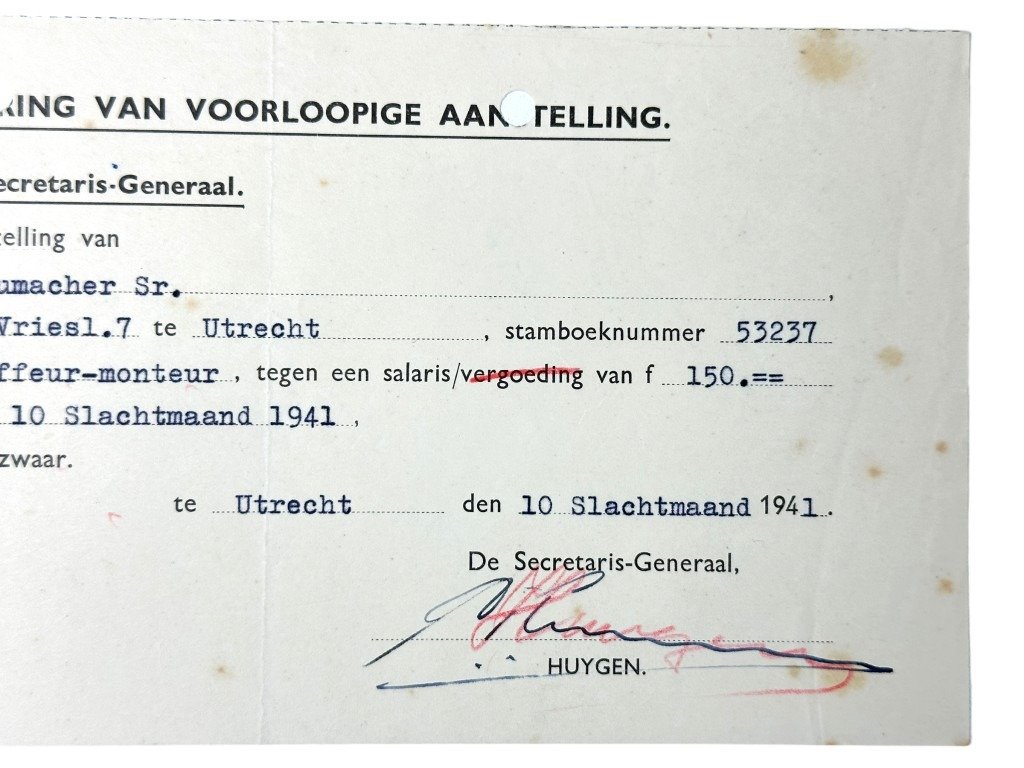 RING VAN VOORLOOPIGE AAN TELLING.
ecretaris-Generaal.
telling van
umacher Sr. ,
Vriesl.7 te Utrecht , stamboeknummer 53237
ffeur-monteur , tegen een salaris/vergoeding van f 150.==
10 Slachtmaand 1941 ,
zwaar.
te Utrecht den 10 Slachtmaand 1941.
De Secretaris-Generaal,
HUYGEN.